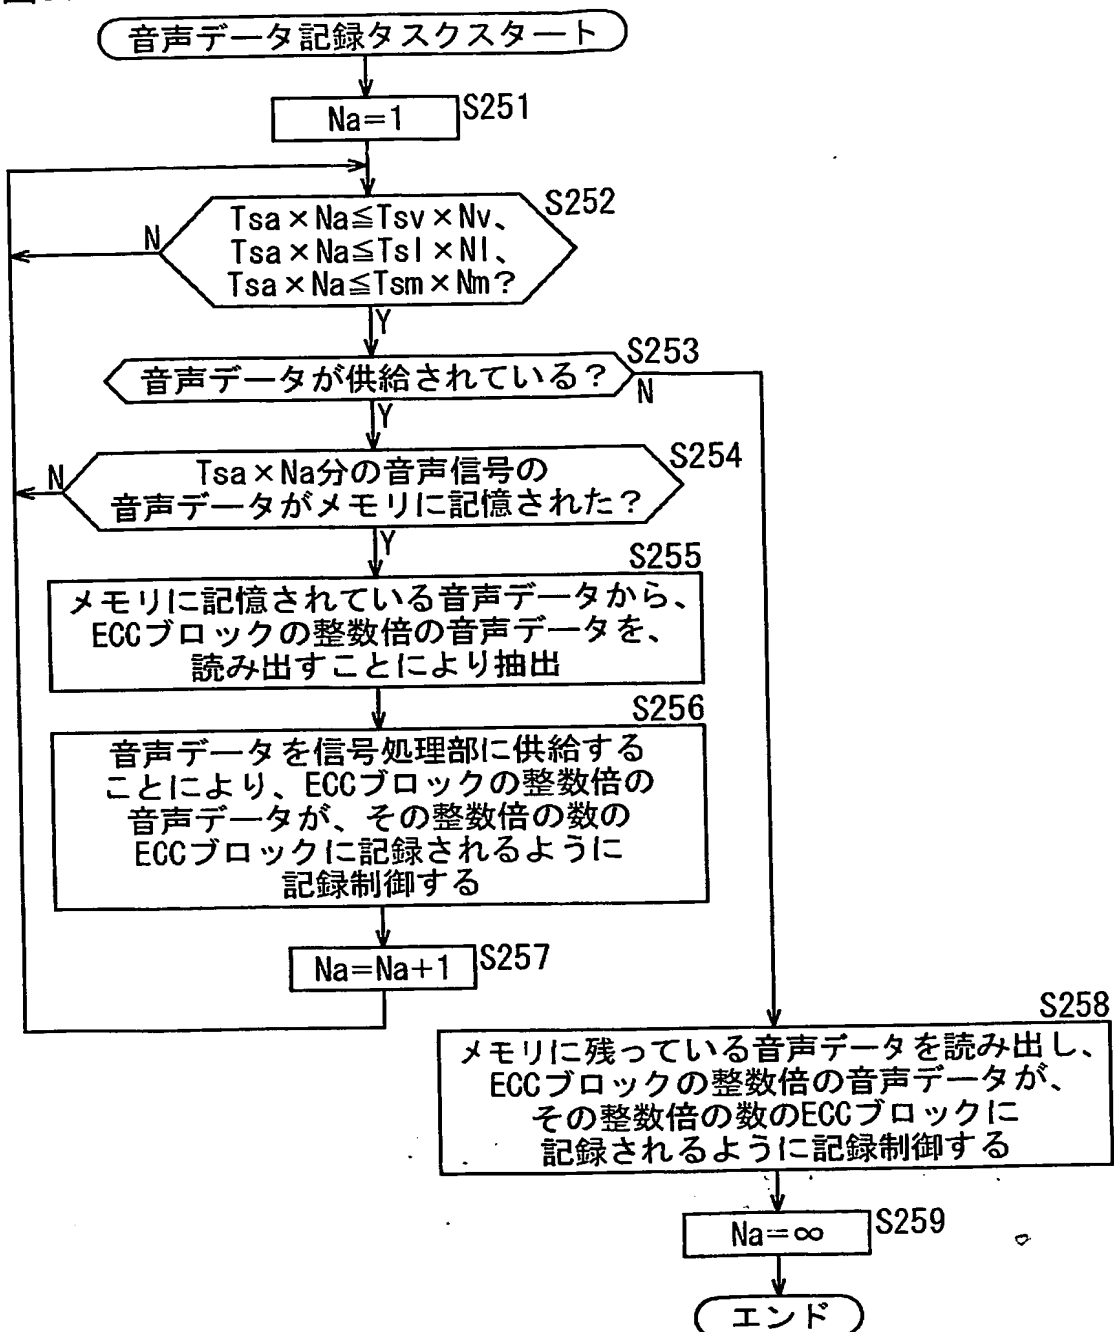 音声データ記録タスクスタート
Na=1
S251
S252
Tsa×Na≦Tsv×Nv、
Tsa×Na≦Tsl×Nl、
Tsa×Na≦Tsm×Nm?
N
Y
S253
音声データが供給されている?
N
Y
S254
Tsa×Na分の音声信号の
音声データがメモリに記憶された?
N
Y
S255
メモリに記憶されている音声データから、
ECCブロックの整数倍の音声データを、
読み出すことにより抽出
S256
音声データを信号処理部に供給する
ことにより、ECCブロックの整数倍の
音声データが、その整数倍の数の
ECCブロックに記録されるように
記録制御する
Na=Na+1
S257
S258
メモリに残っている音声データを読み出し、
ECCブロックの整数倍の音声データが、
その整数倍の数のECCブロックに
記録されるように記録制御する
Na=∞
S259
エンド